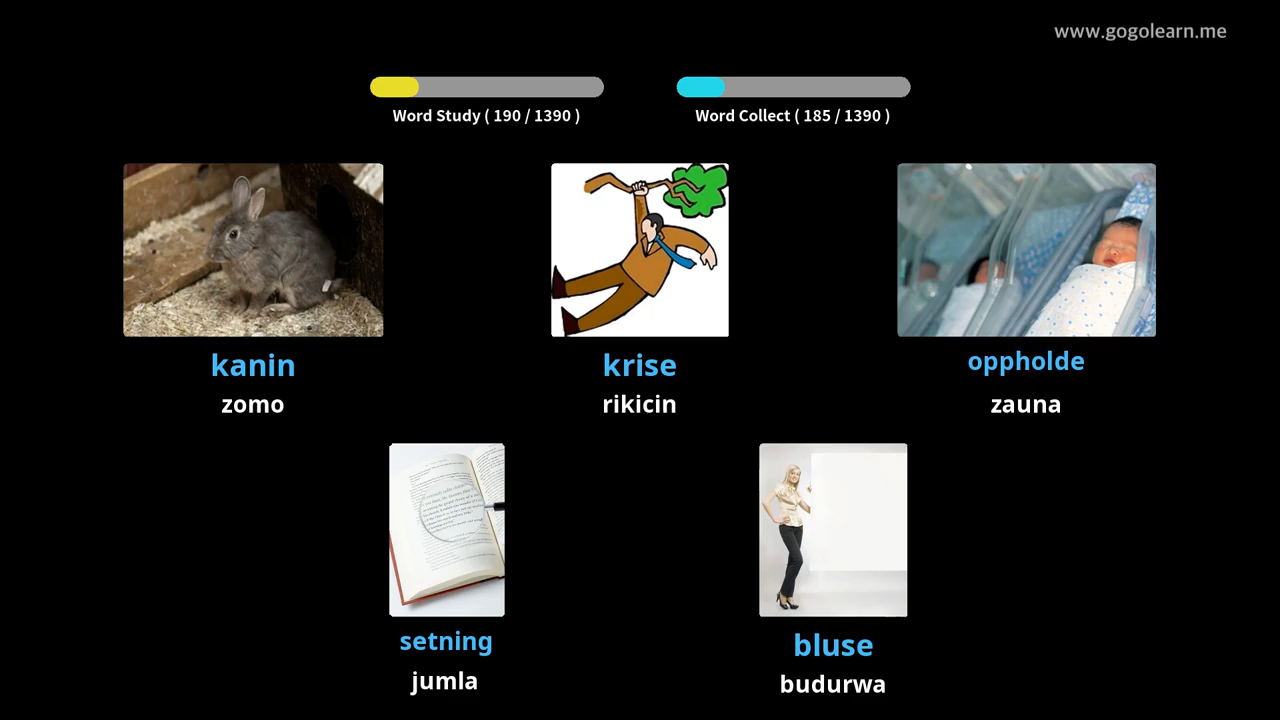 www.gogolearn.me
Word Study ( 190 / 1390 )
Word Collect ( 185 / 1390 )
kanin
zomo
krise
rikicin
oppholde
zauna
setning
jumla
bluse
budurwa